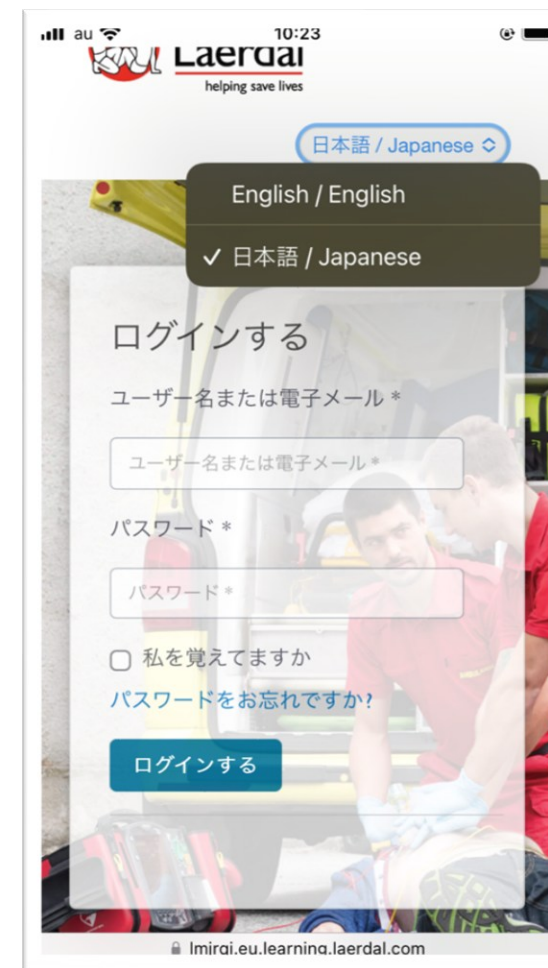 au
10:23
Laerdal
helping save lives
日本語 / Japanese
English / English
✓ 日本語 / Japanese
ログインする
ユーザー名または電子メール *
ユーザー名または電子メール *
パスワード *
パスワード *
私を覚えてますか
パスワードをお忘れですか?
ログインする
lmirqi.eu.learning.laerdal.com